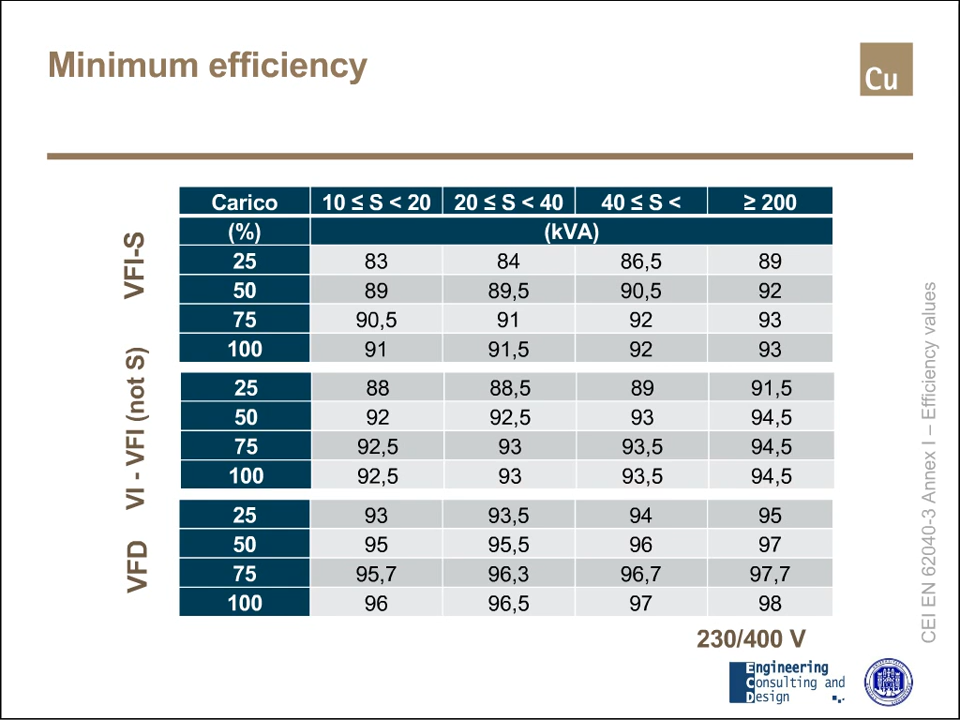 Minimum efficiency
Cu
Carico 10 ≤ S < 20 20 ≤ S < 40 40 ≤ S < ≥ 200
(%) (kVA)
VFI-S
25 83 84 86,5 89
50 89 89,5 90,5 92
75 90,5 91 92 93
100 91 91,5 92 93
VI - VFI (not S)
25 88 88,5 89 91,5
50 92 92,5 93 94,5
75 92,5 93 93,5 94,5
100 92,5 93 93,5 94,5
VFD
25 93 93,5 94 95
50 95 95,5 96 97
75 95,7 96,3 96,7 97,7
100 96 96,5 97 98
CEI EN 62040-3 Annex I – Efficiency values
230/400 V
Engineering
Consulting and
Design